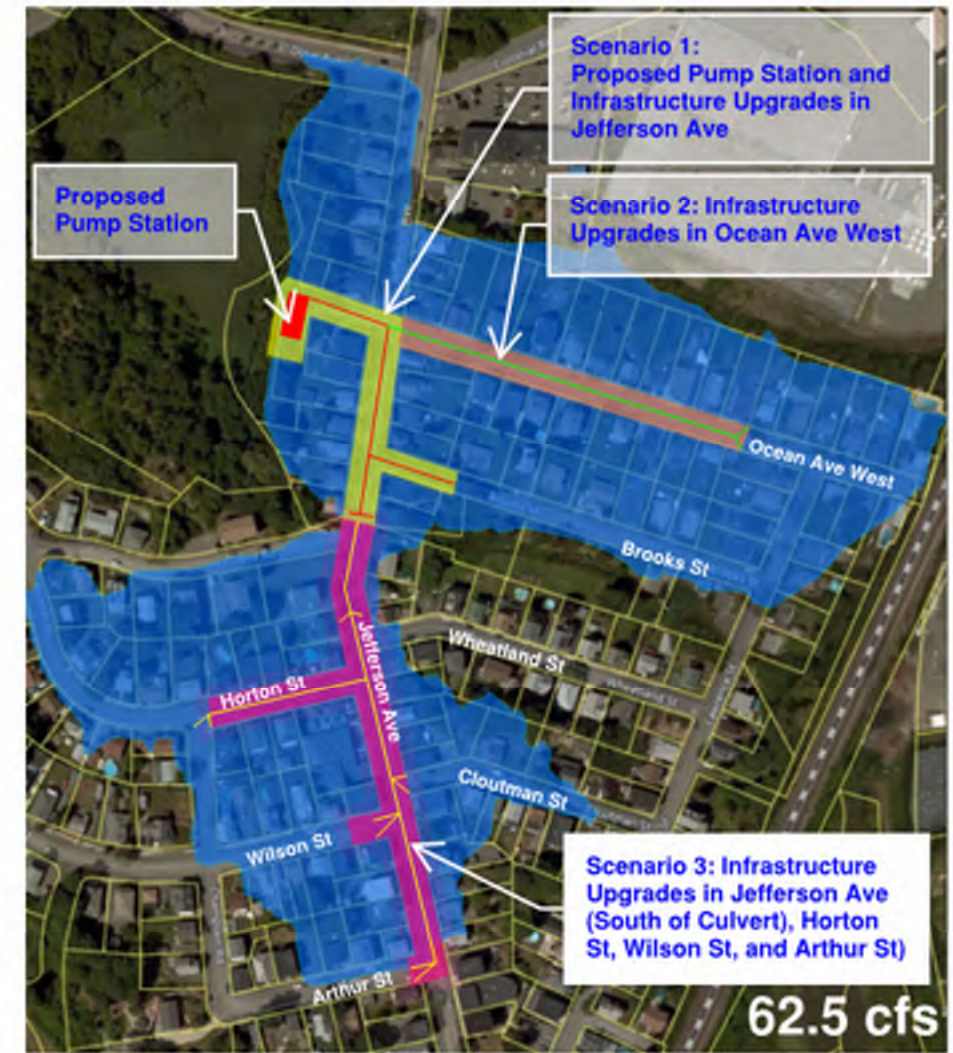 Scenario 1:
Proposed Pump Station and
Infrastructure Upgrades in
Jefferson Ave
Proposed
Pump Station
Scenario 2: Infrastructure
Upgrades in Ocean Ave West
Ocean Ave West
Brooks St
Wheatland St
Wheatland St
Jefferson Ave
Horton St
Cloutman St
Wilson St
Scenario 3: Infrastructure
Upgrades in Jefferson Ave
(South of Culvert), Horton
St, Wilson St, and Arthur St)
Arthur St
62.5 cfs